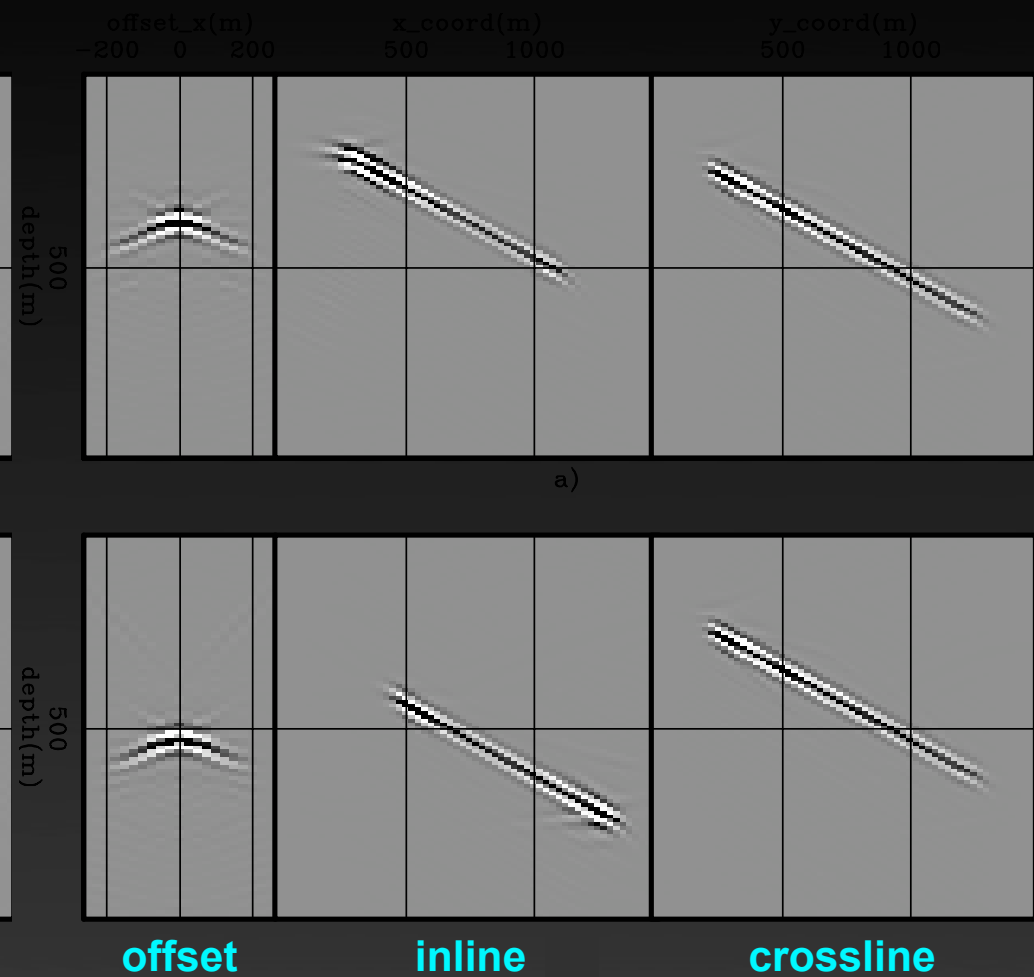 offset_x(m) x_coord(m) y_coord(m)
-200 0 200 500 1000 500 1000
depth(m)
500
a)
depth(m)
500
offset inline crossline